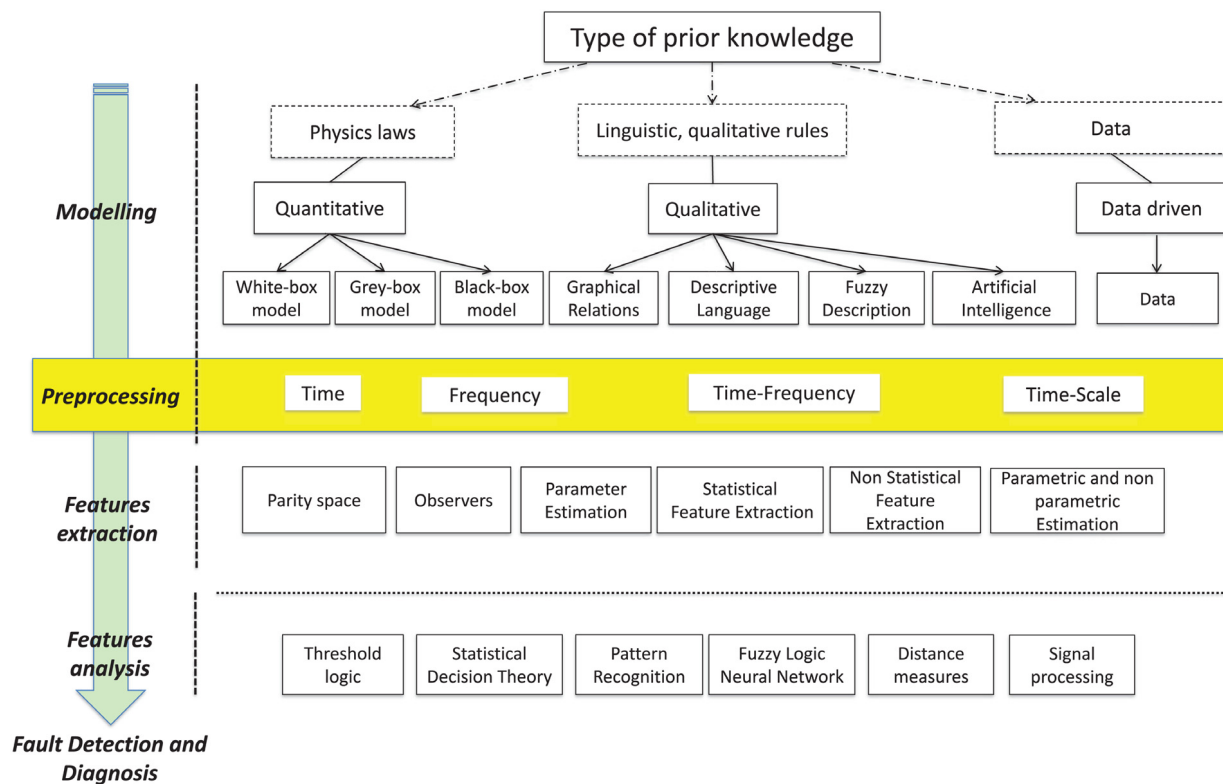 Type of prior knowledge
Physics laws
Linguistic, qualitative rules
Data
Modelling
Quantitative
Qualitative
Data driven
White-box
model
Grey-box
model
Black-box
model
Graphical
Relations
Descriptive
Language
Fuzzy
Description
Artificial
Intelligence
Data
Preprocessing
Time
Frequency
Time-Frequency
Time-Scale
Features
extraction
Parity space
Observers
Parameter
Estimation
Statistical
Feature Extraction
Non Statistical
Feature
Extraction
Parametric and non
parametric
Estimation
Features
analysis
Threshold
logic
Statistical
Decision Theory
Pattern
Recognition
Fuzzy Logic
Neural Network
Distance
measures
Signal
processing
Fault Detection and
Diagnosis